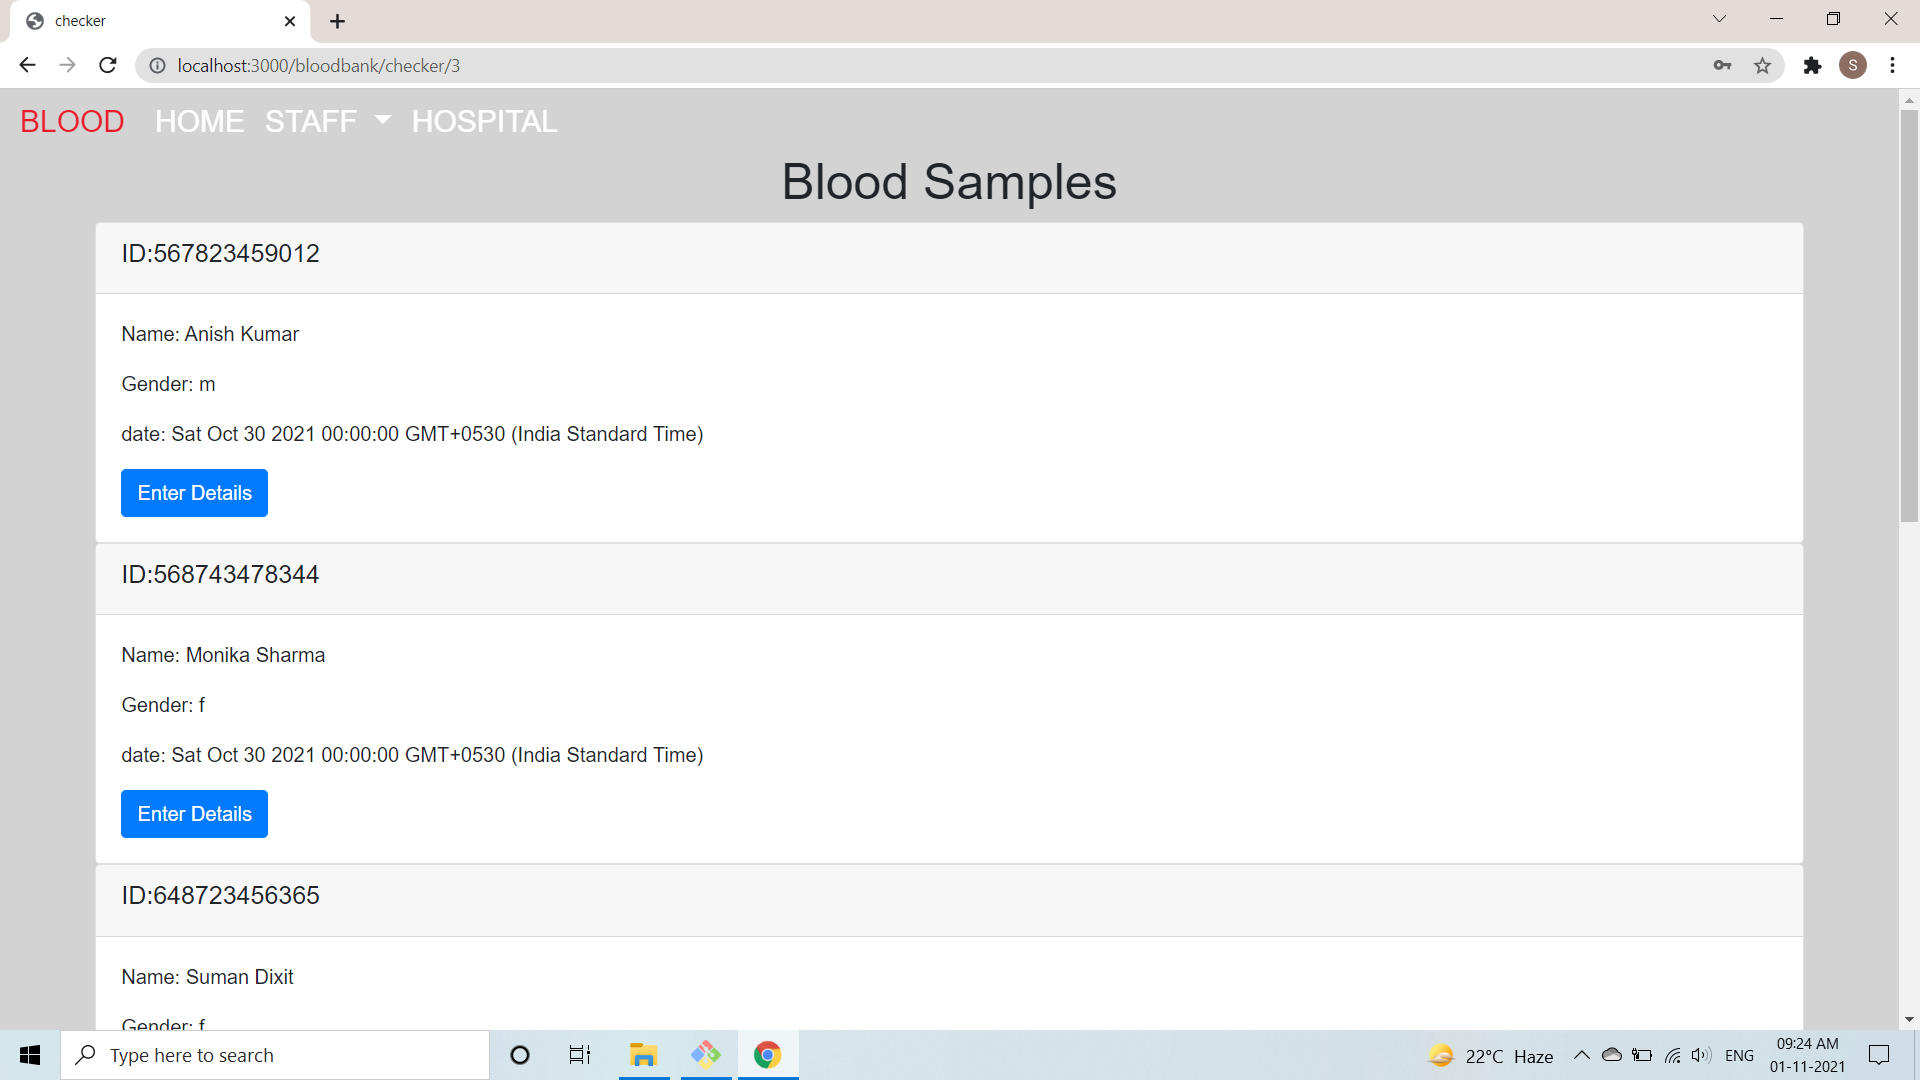 checker
localhost:3000/bloodbank/checker/3
S
BLOOD HOME STAFF HOSPITAL
Blood Samples
ID:567823459012
Name: Anish Kumar
Gender: m
date: Sat Oct 30 2021 00:00:00 GMT+0530 (India Standard Time)
Enter Details
ID:568743478344
Name: Monika Sharma
Gender: f
date: Sat Oct 30 2021 00:00:00 GMT+0530 (India Standard Time)
Enter Details
ID:648723456365
Name: Suman Dixit
Gender: f
Type here to search
22°C Haze
ENG
09:24 AM
01-11-2021